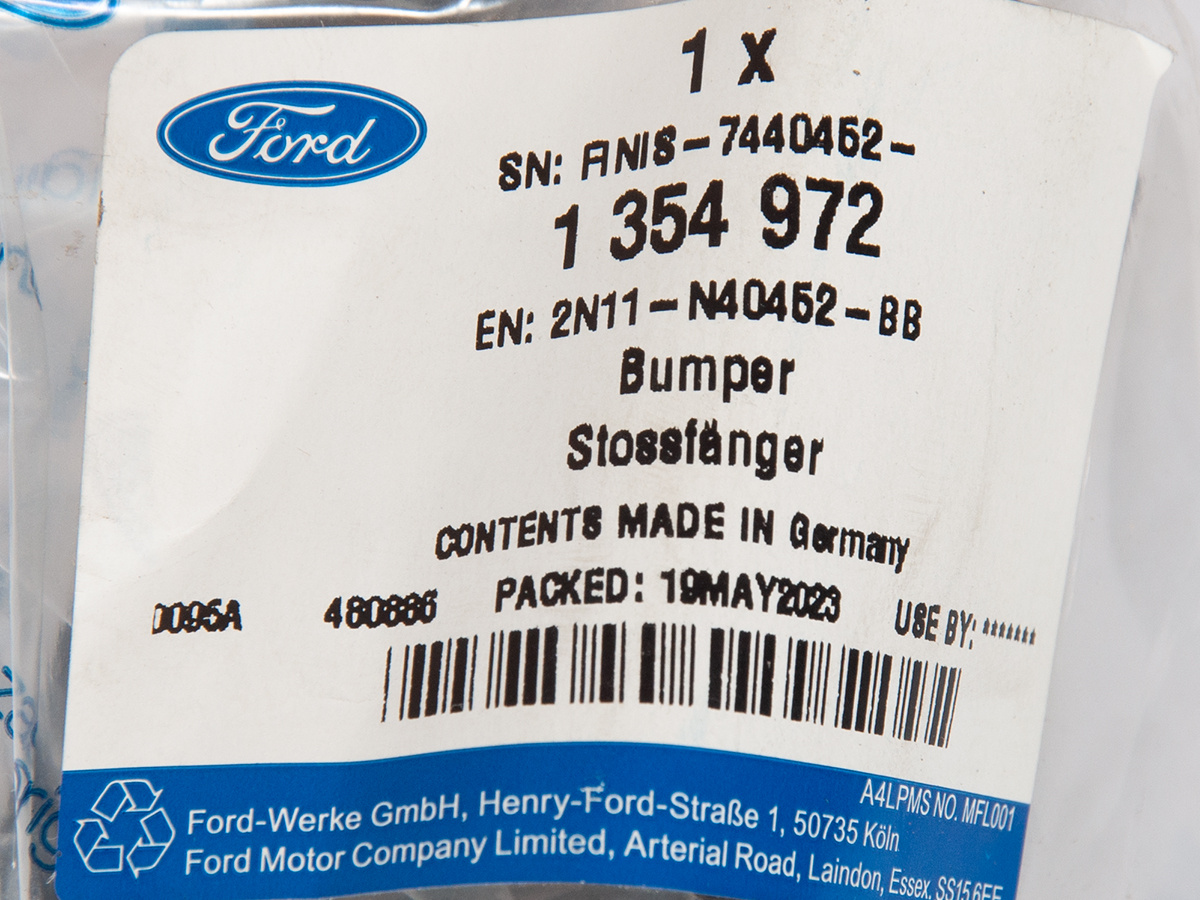 1 X
Ford
SN: FINIS-7440452-
1 354 972
EN: 2N11-N40452-BB
Bumper
Stossfänger
CONTENTS MADE IN Germany
PACKED: 19MAY2023
USE BY: *******
A4LPMS NO. MFL001
Ford-Werke GmbH, Henry-Ford-Straße 1, 50735 Köln
Ford Motor Company Limited, Arterial Road, Laindon, Essex, SS15 6EE